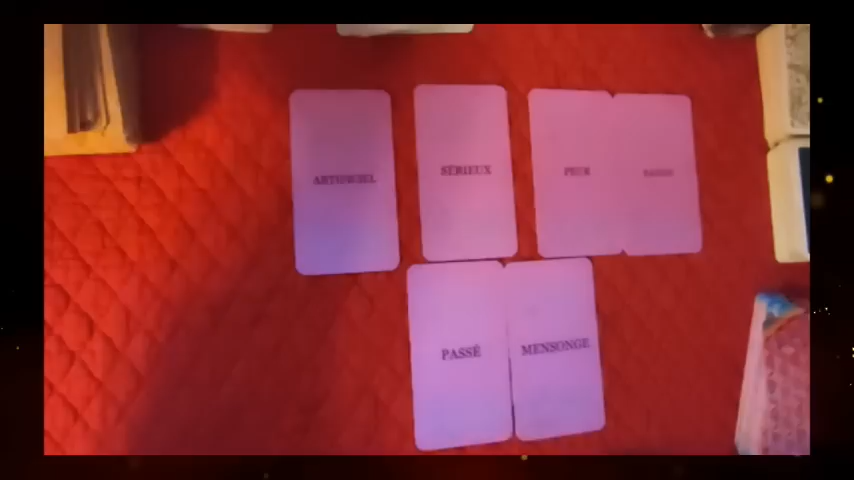 ARTIFICIEL
SÉRIEUX
PEUR
PASSÉ
MENSONGE